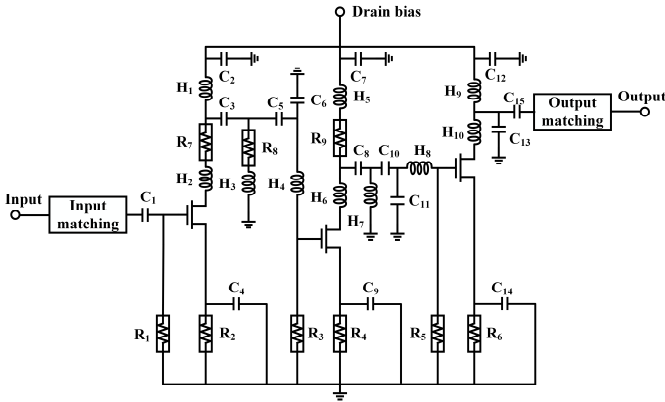 Drain bias
H1
C2
C3
C5
C6
C7
H5
H9
C12
C15
Output
Output matching
C13
H10
R7
R8
R9
C8
C10
H8
H2
H3
H4
H6
H7
C11
Input
Input matching
C1
C4
C9
C14
R1
R2
R3
R4
R5
R6